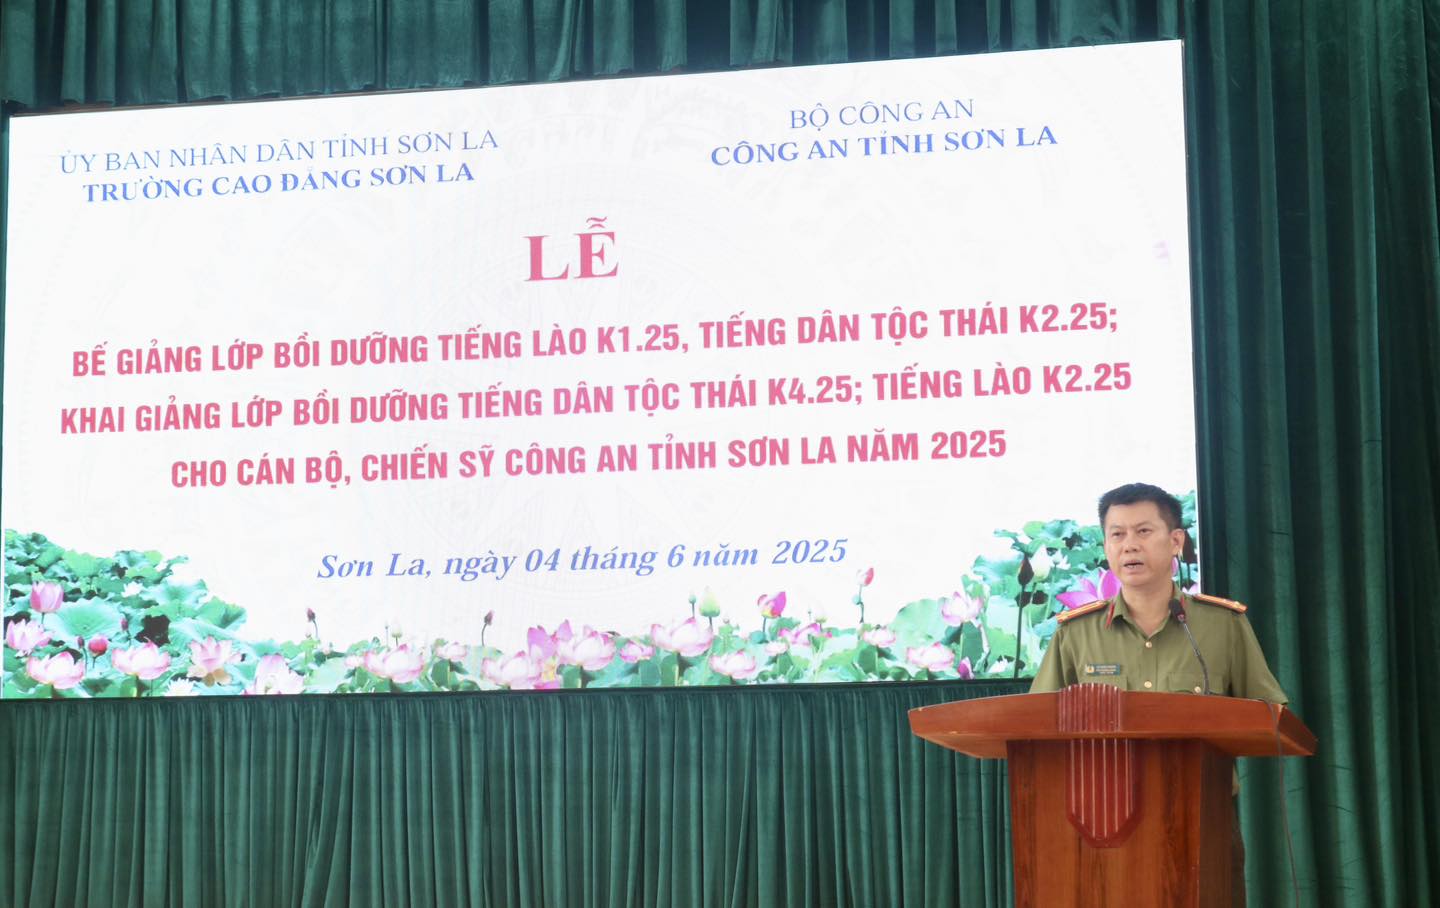 ỦY BAN NHÂN DÂN TỈNH SƠN LA
TRƯỜNG CAO ĐẲNG SƠN LA
BỘ CÔNG AN
CÔNG AN TỈNH SƠN LA
LỄ
BẾ GIẢNG LỚP BỒI DƯỠNG TIẾNG LÀO K1.25, TIẾNG DÂN TỘC THÁI K2.25;
KHAI GIẢNG LỚP BỒI DƯỠNG TIẾNG DÂN TỘC THÁI K4.25; TIẾNG LÀO K2.25
CHO CÁN BỘ, CHIẾN SỸ CÔNG AN TỈNH SƠN LA NĂM 2025
Sơn La, ngày 04 tháng 6 năm 2025